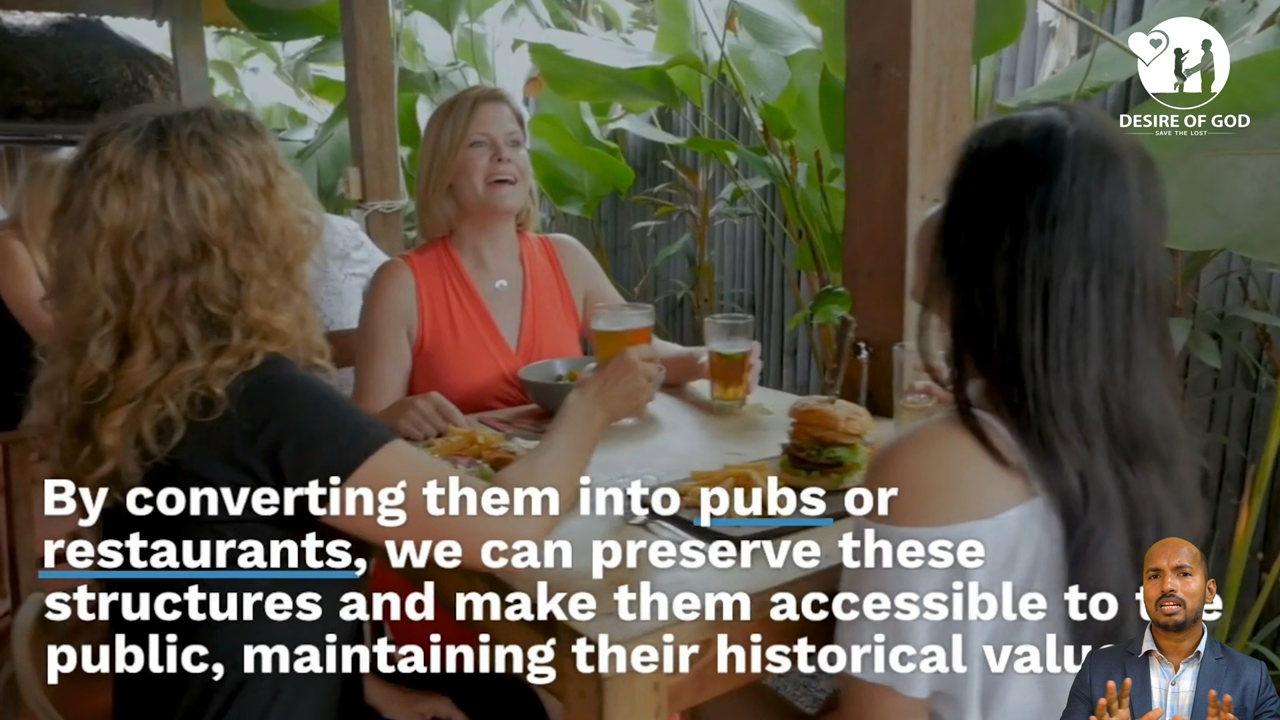 DESIRE OF GOD
SAVE THE LOST
By converting them into pubs or
restaurants, we can preserve these
structures and make them accessible to
public, maintaining their historical